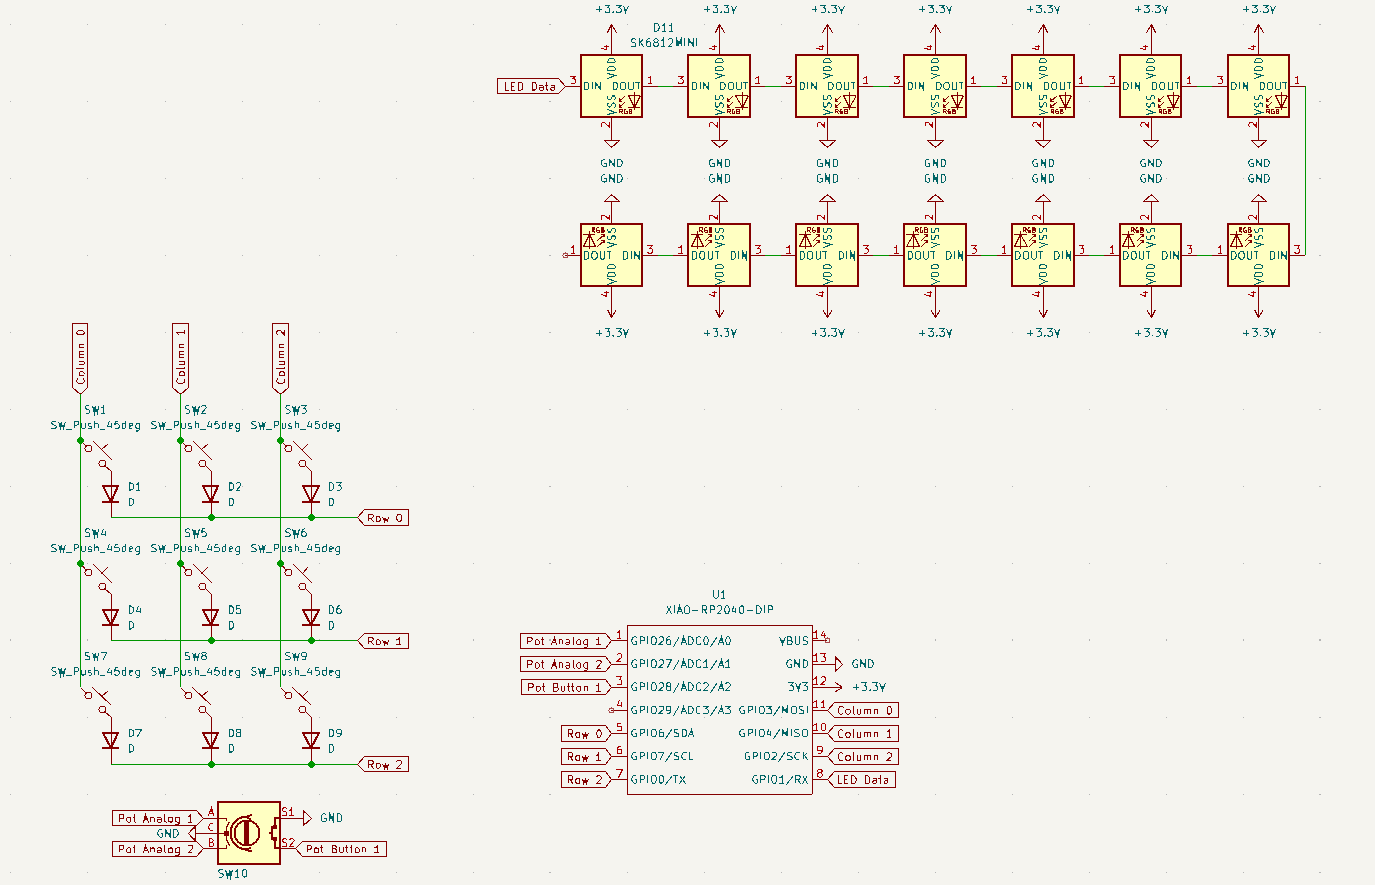 +3.3V +3.3V +3.3V +3.3V +3.3V +3.3V +3.3V
D11
SK6812MINI
4 4 4 4 4 4 4
VDD VDD VDD VDD VDD VDD VDD
LED Data 3 DIN DOUT 1 3 DIN DOUT 1 3 DIN DOUT 1 3 DIN DOUT 1 3 DIN DOUT 1 3 DIN DOUT 1 3 DIN DOUT 1
VSS RGB VSS RGB VSS RGB VSS RGB VSS RGB VSS RGB VSS RGB
2 2 2 2 2 2 2
GND GND GND GND GND GND GND
GND GND GND GND GND GND GND
2 2 2 2 2 2 2
RGB VSS RGB VSS RGB VSS RGB VSS RGB VSS RGB VSS RGB VSS
1 DOUT DIN 3 1 DOUT DIN 3 1 DOUT DIN 3 1 DOUT DIN 3 1 DOUT DIN 3 1 DOUT DIN 3 1 DOUT DIN 3
VDD VDD VDD VDD VDD VDD VDD
4 4 4 4 4 4 4
+3.3V +3.3V +3.3V +3.3V +3.3V +3.3V +3.3V
Column 0 Column 1 Column 2
SW1 SW2 SW3
SW_Push_45deg SW_Push_45deg SW_Push_45deg
D1 D2 D3
D D D
Row 0
SW4 SW5 SW6
SW_Push_45deg SW_Push_45deg SW_Push_45deg
D4 D5 D6
D D D
Row 1
SW7 SW8 SW9
SW_Push_45deg SW_Push_45deg SW_Push_45deg
D7 D8 D9
D D D
Row 2
U1
XIAO-RP2040-DIP
Pot Analog 1 1 GPIO26/ADC0/A0 VBUS 14
Pot Analog 2 2 GPIO27/ADC1/A1 GND 13 GND
Pot Button 1 3 GPIO28/ADC2/A2 3V3 12 +3.3V
4 GPIO29/ADC3/A3 GPIO3/MOSI 11 Column 0
Row 0 5 GPIO6/SDA GPIO4/MISO 10 Column 1
Row 1 6 GPIO7/SCL GPIO2/SCK 9 Column 2
Row 2 7 GPIO0/TX GPIO1/RX 8 LED Data
Pot Analog 1 A S1 GND
GND C
Pot Analog 2 B S2 Pot Button 1
SW10